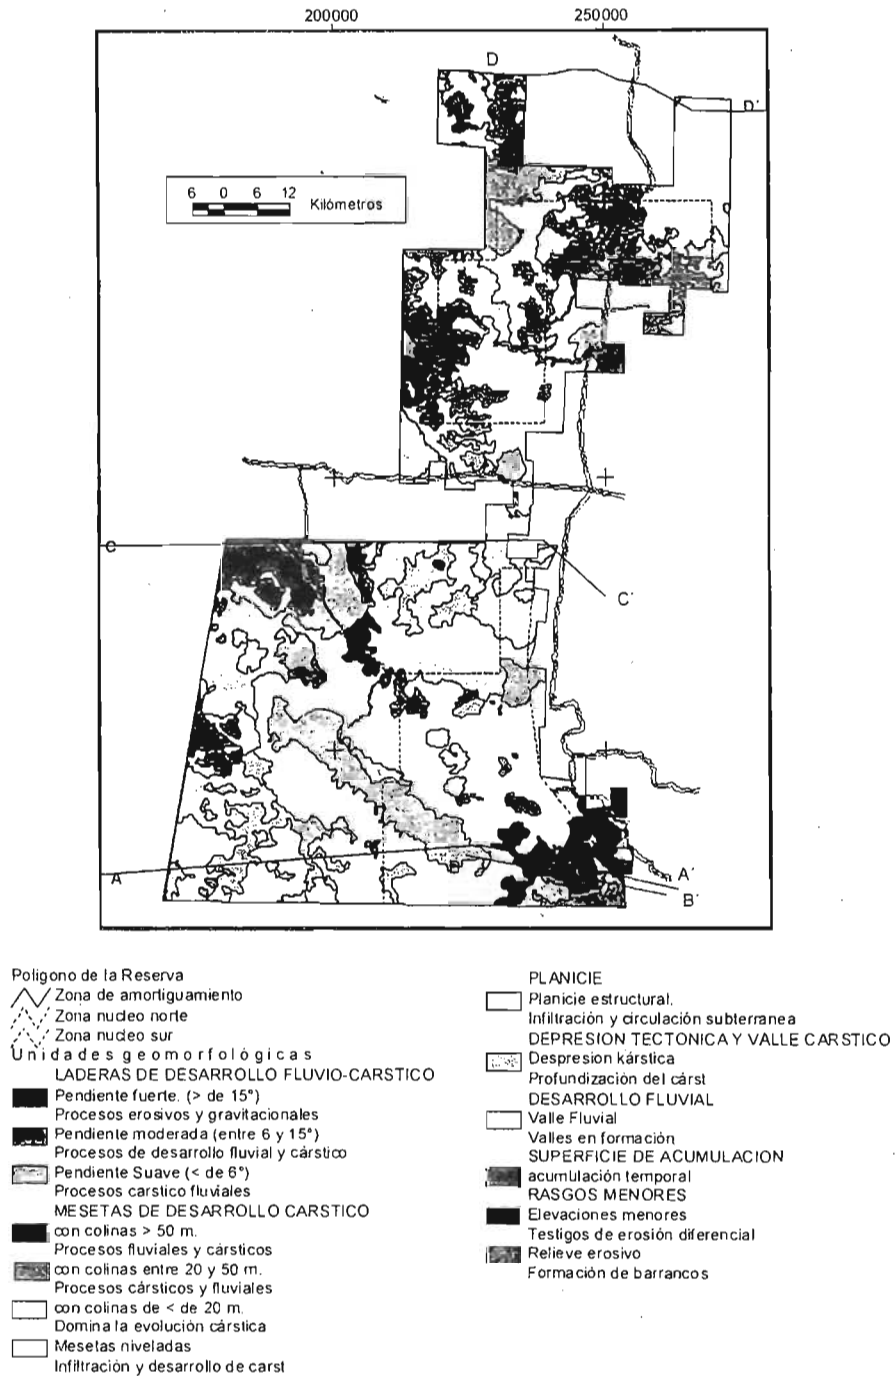 200000 250000
D
D´
6 0 6 12 Kilómetros
C
C´
A
A´
B´
Poligono de la Reserva
Zona de amortiguamiento
Zona nucleo norte
Zona nucleo sur
Unidades geomorfológicas
LADERAS DE DESARROLLO FLUVIO-CARSTICO
Pendiente fuerte. (> de 15°)
Procesos erosivos y gravitacionales
Pendiente moderada (entre 6 y 15°)
Procesos de desarrollo fluvial y cárstico
Pendiente Suave (< de 6°)
Procesos carstico fluviales
MESETAS DE DESARROLLO CARSTICO
con colinas > 50 m.
Procesos fluviales y cársticos
con colinas entre 20 y 50 m.
Procesos cársticos y fluviales
con colinas de < de 20 m.
Domina la evolución cárstica
Mesetas niveladas
Infiltración y desarrollo de carst
PLANICIE
Planicie estructural.
Infiltración y circulación subterranea
DEPRESION TECTONICA Y VALLE CARSTICO
Despresion kárstica
Profundización del cárst
DESARROLLO FLUVIAL
Valle Fluvial
Valles en formación
SUPERFICIE DE ACUMULACION
acumulación temporal
RASGOS MENORES
Elevaciones menores
Testigos de erosión diferencial
Relieve erosivo
Formación de barrancos